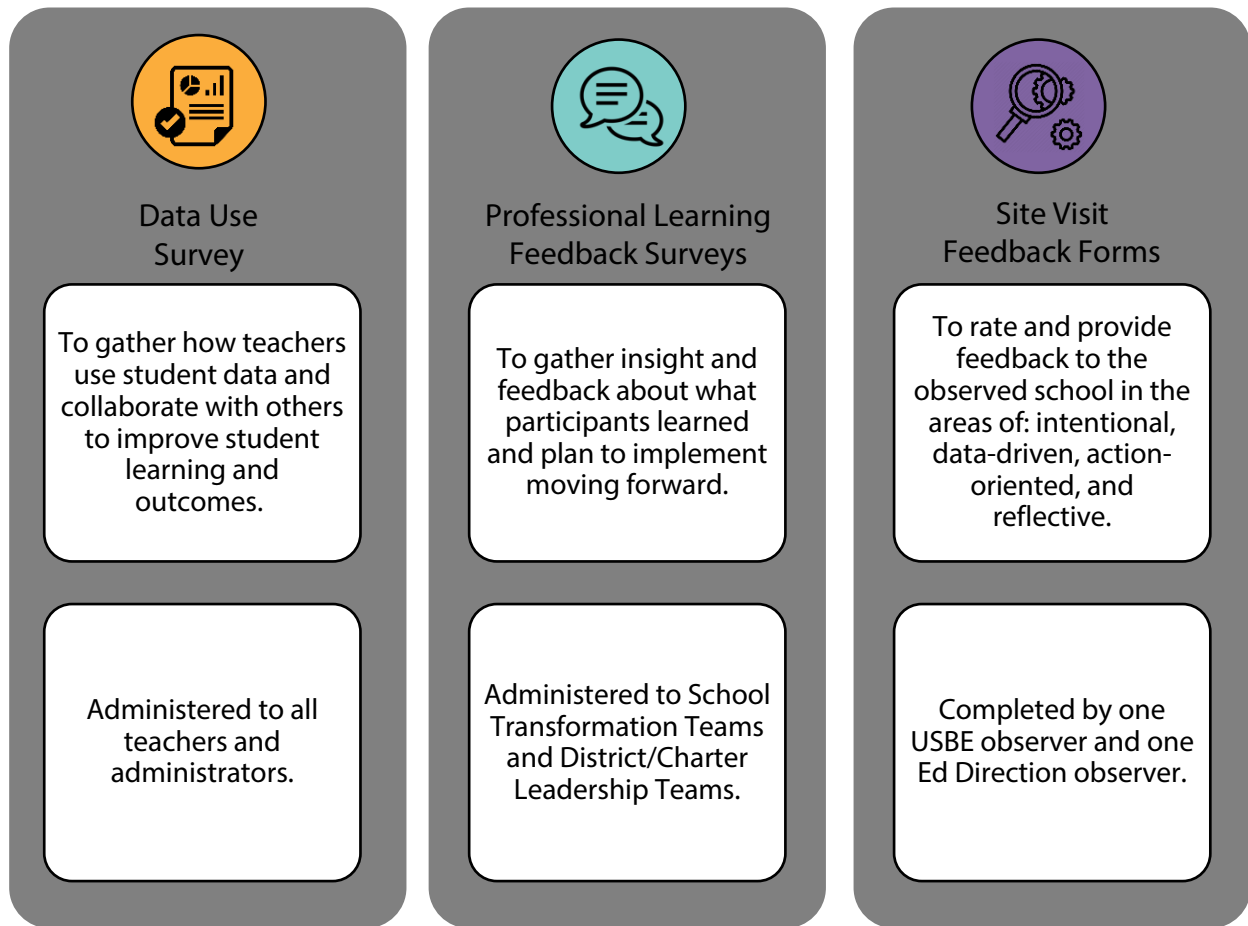 Data Use
Survey
To gather how teachers
use student data and
collaborate with others
to improve student
learning and
outcomes.
Administered to all
teachers and
administrators.
Professional Learning
Feedback Surveys
To gather insight and
feedback about what
participants learned
and plan to implement
moving forward.
Administered to School
Transformation Teams
and District/Charter
Leadership Teams.
Site Visit
Feedback Forms
To rate and provide
feedback to the
observed school in the
areas of: intentional,
data-driven, action-
oriented, and
reflective.
Completed by one
USBE observer and one
Ed Direction observer.